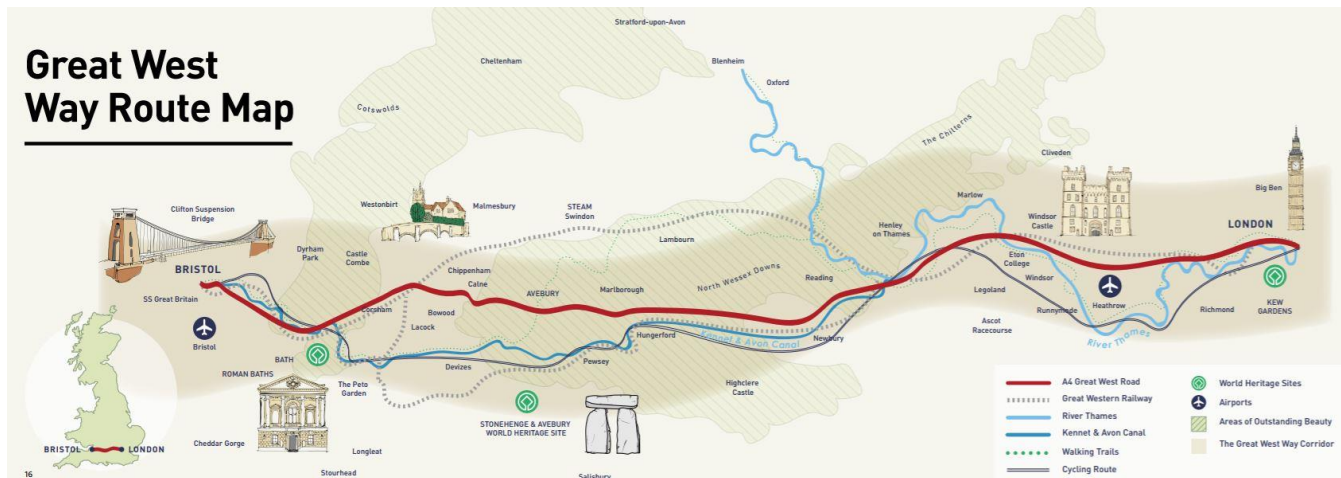 Great West
Way Route Map
Stratford-upon-Avon
Cheltenham
Blenheim
Oxford
Cotswolds
The Chilterns
Cliveden
Big Ben
Clifton Suspension
Bridge
Westonbirt
Malmesbury
STEAM
Swindon
Marlow
Windsor
Castle
LONDON
Dyrham
Park
Castle
Combe
Lambourn
Henley
on Thames
Eton
College
BRISTOL
Chippenham
Calne
North Wessex Downs
Reading
Windsor
SS Great Britain
AVEBURY
Marlborough
Legoland
Heathrow
KEW
GARDENS
Corsham
Bowood
Runnymede
Richmond
Lacock
Ascot
Racecourse
Bristol
Hungerford
Kennet & Avon Canal
Newbury
River Thames
BATH
Pewsey
Devizes
ROMAN BATHS
The Peto
Garden
Highclere
Castle
STONEHENGE & AVEBURY
WORLD HERITAGE SITE
Cheddar Gorge
Longleat
Stourhead
Salisbury
BRISTOL
LONDON
A4 Great West Road
Great Western Railway
River Thames
Kennet & Avon Canal
Walking Trails
Cycling Route
World Heritage Sites
Airports
Areas of Outstanding Beauty
The Great West Way Corridor
16